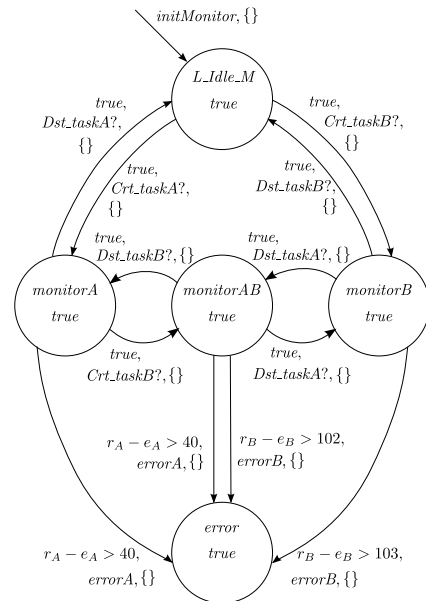 initMonitor, {}
L_Idle_M
true
true,
Dst_taskA?,
{}
true,
Crt_taskB?,
{}
true,
Crt_taskA?,
{}
true,
Dst_taskB?,
{}
true,
Dst_taskB?, {}
true,
Dst_taskA?, {}
monitorA
true
monitorAB
true
monitorB
true
true,
Crt_taskB?, {}
true,
Dst_taskA?, {}
r_A − e_A > 40,
errorA, {}
r_B − e_B > 102,
errorB, {}
error
true
r_A − e_A > 40,
errorA, {}
r_B − e_B > 103,
errorB, {}